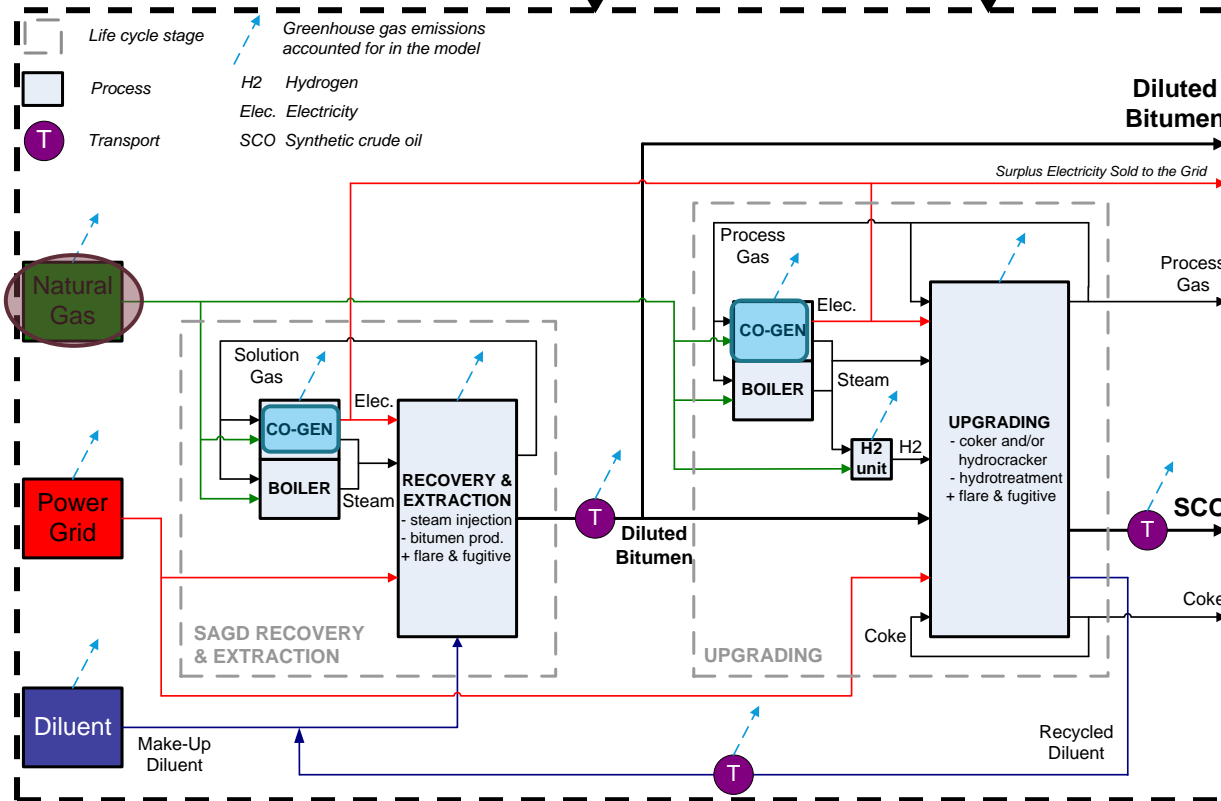 Life cycle stage
Greenhouse gas emissions
accounted for in the model
Process
H2 Hydrogen
Elec. Electricity
T
Transport
SCO Synthetic crude oil
Diluted
Bitumen
Surplus Electricity Sold to the Grid
Natural
Gas
Process
Gas
Process
Gas
Elec.
CO-GEN
BOILER
Steam
Solution
Gas
Elec.
CO-GEN
BOILER
Steam
H2
unit
H2
UPGRADING
- coker and/or
hydrocracker
- hydrotreatment
+ flare & fugitive
RECOVERY &
EXTRACTION
- steam injection
- bitumen prod.
+ flare & fugitive
Power
Grid
T
Diluted
Bitumen
T
SCO
Coke
Coke
SAGD RECOVERY
& EXTRACTION
UPGRADING
Diluent
Make-Up
Diluent
Recycled
Diluent
T